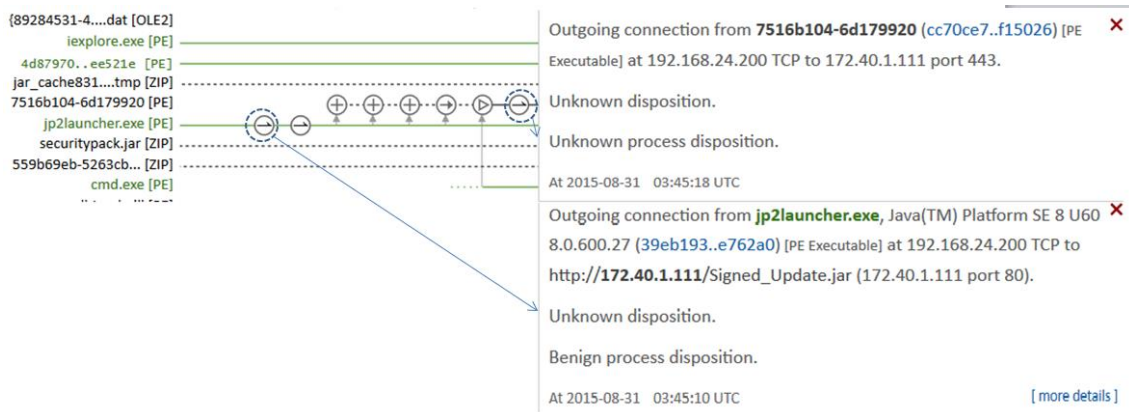 {89284531-4....dat [OLE2]
iexplore.exe [PE]
4d87970..ee521e [PE]
jar_cache831....tmp [ZIP]
7516b104-6d179920 [PE]
jp2launcher.exe [PE]
securitypack.jar [ZIP]
559b69eb-5263cb... [ZIP]
cmd.exe [PE]
Outgoing connection from 7516b104-6d179920 (cc70ce7..f15026) [PE
Executable] at 192.168.24.200 TCP to 172.40.1.111 port 443.
Unknown disposition.
Unknown process disposition.
At 2015-08-31 03:45:18 UTC
Outgoing connection from jp2launcher.exe, Java(TM) Platform SE 8 U60
8.0.600.27 (39eb193..e762a0) [PE Executable] at 192.168.24.200 TCP to
http://172.40.1.111/Signed_Update.jar (172.40.1.111 port 80).
Unknown disposition.
Benign process disposition.
At 2015-08-31 03:45:10 UTC
[ more details ]